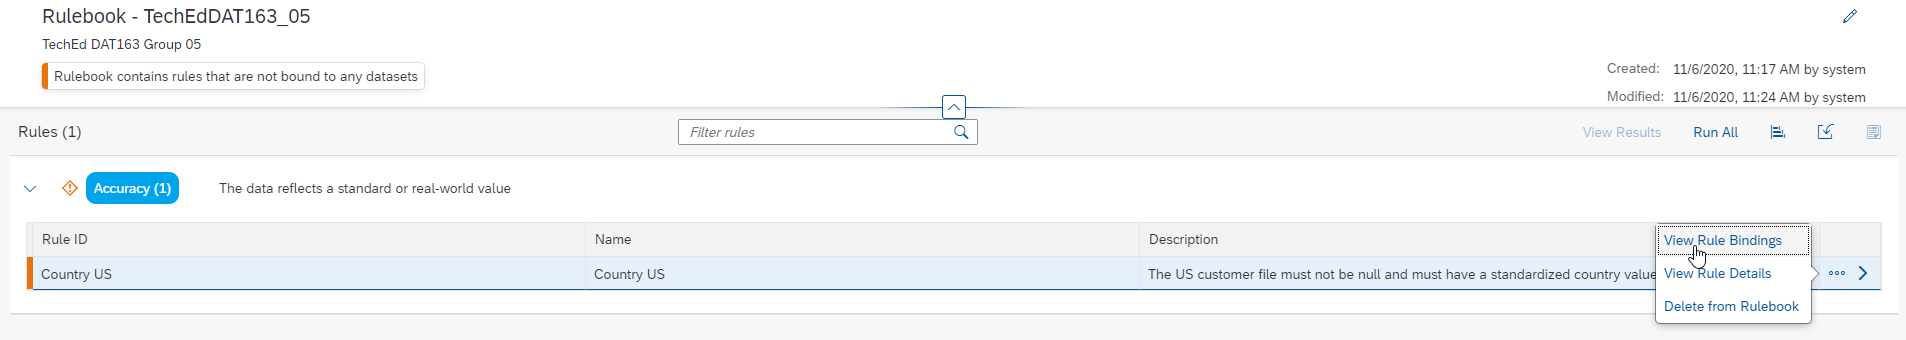 Rulebook - TechEdDAT163_05
TechEd DAT163 Group 05
Rulebook contains rules that are not bound to any datasets
Created: 11/6/2020, 11:17 AM by system
Modified: 11/6/2020, 11:24 AM by system
Rules (1)
Filter rules
View Results
Run All
Accuracy (1)
The data reflects a standard or real-world value
Rule ID
Name
Description
View Rule Bindings
Country US
Country US
The US customer file must not be null and must have a standardized country value
View Rule Details
Delete from Rulebook